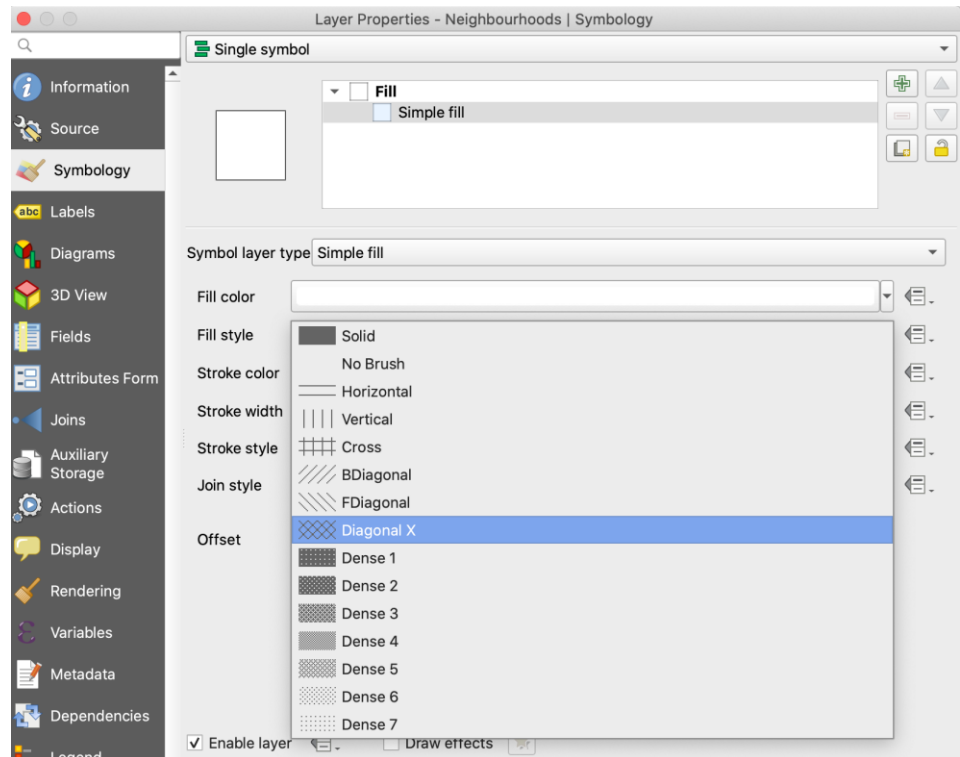 Layer Properties - Neighbourhoods | Symbology
Single symbol
Information
Source
Symbology
abc Labels
Diagrams
3D View
Fields
Attributes Form
Joins
Auxiliary
Storage
Actions
Display
Rendering
Variables
Metadata
Dependencies
Legend
Fill
Simple fill
Symbol layer type Simple fill
Fill color
Fill style
Stroke color
Stroke width
Stroke style
Join style
Offset
Solid
No Brush
Horizontal
Vertical
Cross
BDiagonal
FDiagonal
Diagonal X
Dense 1
Dense 2
Dense 3
Dense 4
Dense 5
Dense 6
Dense 7
Enable layer
Draw effects